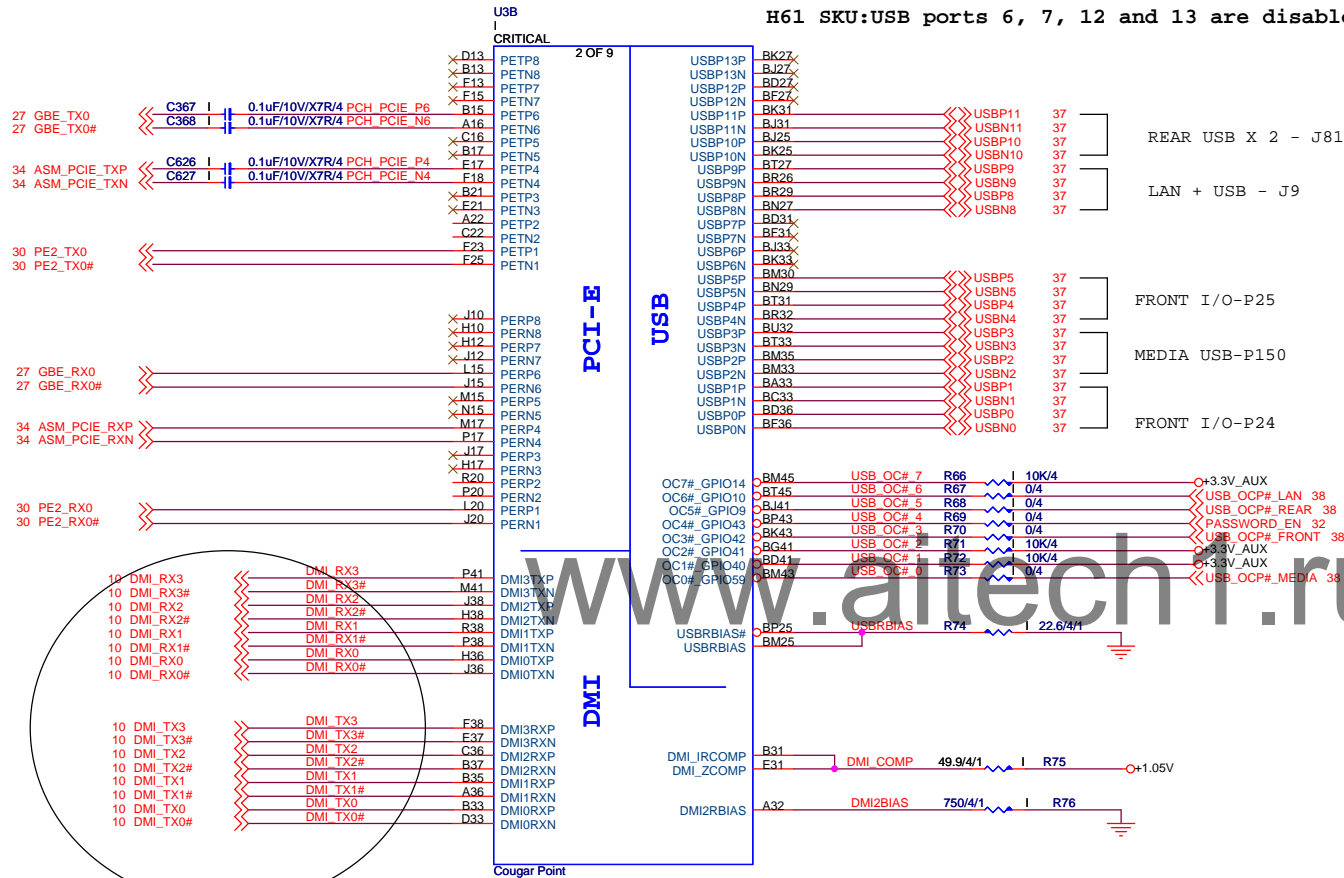 U3B
I
CRITICAL
H61 SKU:USB ports 6, 7, 12 and 13 are disable
2 OF 9
D13 PETP8
B13 PETN8
F13 PETP7
F15 PETN7
27 GBE_TX0 C367 I 0.1uF/10V/X7R/4 PCH_PCIE_P6 B15 PETP6
27 GBE_TX0# C368 I 0.1uF/10V/X7R/4 PCH_PCIE_N6 A16 PETN6
C16 PETP5
B17 PETN5
34 ASM_PCIE_TXP C626 I 0.1uF/10V/X7R/4 PCH_PCIE_P4 E17 PETP4
34 ASM_PCIE_TXN C627 I 0.1uF/10V/X7R/4 PCH_PCIE_N4 F18 PETN4
B21 PETP3
E21 PETN3
A22 PETP2
C22 PETN2
30 PE2_TX0 F23 PETP1
30 PE2_TX0# F25 PETN1
J10 PERP8
H10 PERN8
H12 PERP7
J12 PERN7
27 GBE_RX0 L15 PERP6
27 GBE_RX0# J15 PERN6
M15 PERP5
N15 PERN5
34 ASM_PCIE_RXP M17 PERP4
34 ASM_PCIE_RXN P17 PERN4
J17 PERP3
H17 PERN3
R20 PERP2
P20 PERN2
30 PE2_RX0 L20 PERP1
30 PE2_RX0# J20 PERN1
PCI-E
USB
USBP13P BK27
USBP13N BJ27
USBP12P BD27
USBP12N BF27
USBP11P BK31 USBP11 37
USBP11N BJ31 USBN11 37
USBP10P BJ25 USBP10 37
USBP10N BK25 USBN10 37
REAR USB X 2 - J81
USBP9P BT27 USBP9 37
USBP9N BR26 USBN9 37
USBP8P BR29 USBP8 37
USBP8N BN27 USBN8 37
LAN + USB - J9
USBP7P BD31
USBP7N BF31
USBP6P BJ33
USBP6N BK33
USBP5P BM30 USBP5 37
USBP5N BN29 USBN5 37
USBP4P BT31 USBP4 37
USBP4N BR32 USBN4 37
FRONT I/O-P25
USBP3P BU32 USBP3 37
USBP3N BT33 USBN3 37
USBP2P BM35 USBP2 37
USBP2N BM33 USBN2 37
MEDIA USB-P150
USBP1P BA33 USBP1 37
USBP1N BC33 USBN1 37
USBP0P BD36 USBP0 37
USBP0N BF36 USBN0 37
FRONT I/O-P24
OC7#_GPIO14 BM45 USB_OC#_7 R66 I 10K/4 +3.3V_AUX
OC6#_GPIO10 BT45 USB_OC#_6 R67 I 0/4 USB_OCP#_LAN 38
OC5#_GPIO9 BJ41 USB_OC#_5 R68 I 0/4 USB_OCP#_REAR 38
OC4#_GPIO43 BP43 USB_OC#_4 R69 I 0/4 PASSWORD_EN 32
OC3#_GPIO42 BK43 USB_OC#_3 R70 I 0/4 USB_OCP#_FRONT 38
OC2#_GPIO41 BG41 USB_OC#_2 R71 I 10K/4 +3.3V_AUX
OC1#_GPIO40 BD41 USB_OC#_1 R72 I 10K/4 +3.3V_AUX
OC0#_GPIO59 BM43 USB_OC#_0 R73 I 0/4 USB_OCP#_MEDIA 38
www.aitech1.ru
USBRBIAS# BP25 USBRBIAS R74 I 22.6/4/1
USBRBIAS BM25
10 DMI_RX3 DMI_RX3 P41 DMI3TXP
10 DMI_RX3# DMI_RX3# M41 DMI3TXN
10 DMI_RX2 DMI_RX2 J38 DMI2TXP
10 DMI_RX2# DMI_RX2# H38 DMI2TXN
10 DMI_RX1 DMI_RX1 R38 DMI1TXP
10 DMI_RX1# DMI_RX1# P38 DMI1TXN
10 DMI_RX0 DMI_RX0 H36 DMI0TXP
10 DMI_RX0# DMI_RX0# J36 DMI0TXN
DMI
10 DMI_TX3 DMI_TX3 F38 DMI3RXP
10 DMI_TX3# DMI_TX3# E37 DMI3RXN
10 DMI_TX2 DMI_TX2 C36 DMI2RXP
10 DMI_TX2# DMI_TX2# B37 DMI2RXN
10 DMI_TX1 DMI_TX1 B35 DMI1RXP
10 DMI_TX1# DMI_TX1# A36 DMI1RXN
10 DMI_TX0 DMI_TX0 B33 DMI0RXP
10 DMI_TX0# DMI_TX0# D33 DMI0RXN
DMI_IRCOMP B31
DMI_ZCOMP E31 DMI_COMP 49.9/4/1 I R75 +1.05V
DMI2RBIAS A32 DMI2BIAS 750/4/1 I R76
Cougar Point